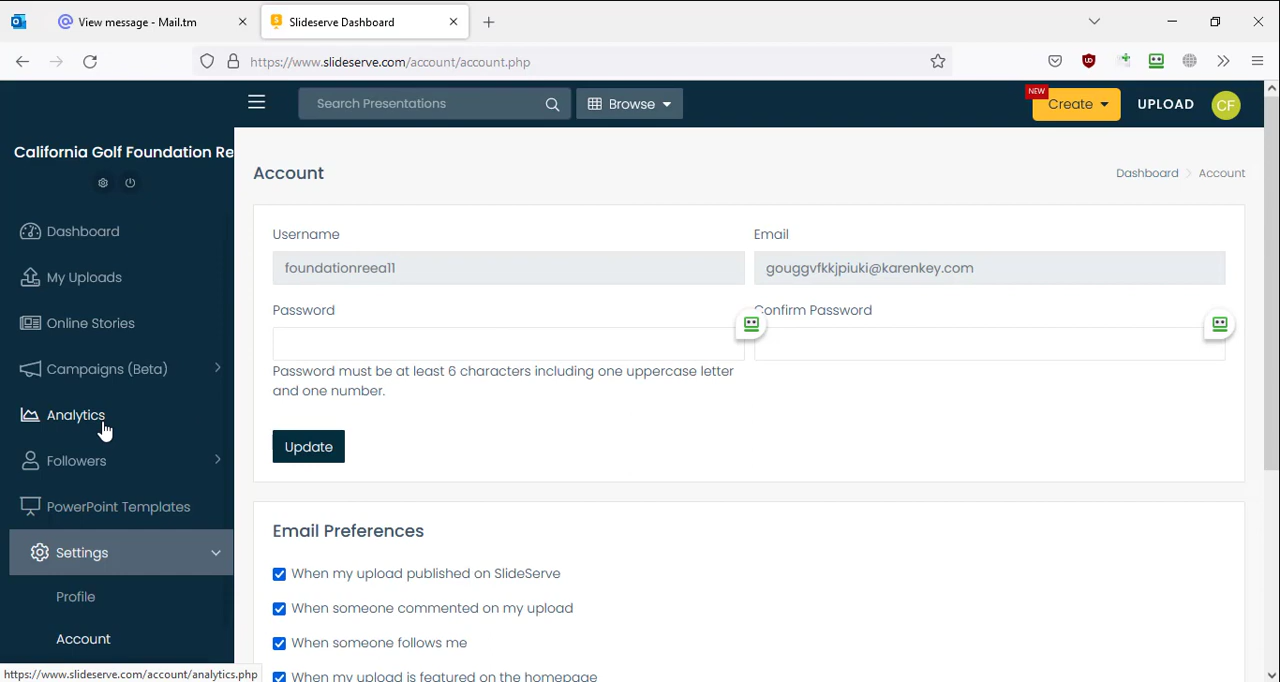 View message - Mail.tm
Slideserve Dashboard
https://www.slideserve.com/account/account.php
Search Presentations
Browse
NEW
Create
UPLOAD
CF
California Golf Foundation Re
Account
Dashboard
Account
Dashboard
My Uploads
Online Stories
Campaigns (Beta)
Analytics
Followers
PowerPoint Templates
Settings
Profile
Account
Username
Email
foundationreea11
gouggvfkkjpiuki@karenkey.com
Password
Confirm Password
Password must be at least 6 characters including one uppercase letter
and one number.
Update
Email Preferences
When my upload published on SlideServe
When someone commented on my upload
When someone follows me
When my upload is featured on the homepage
https://www.slideserve.com/account/analytics.php